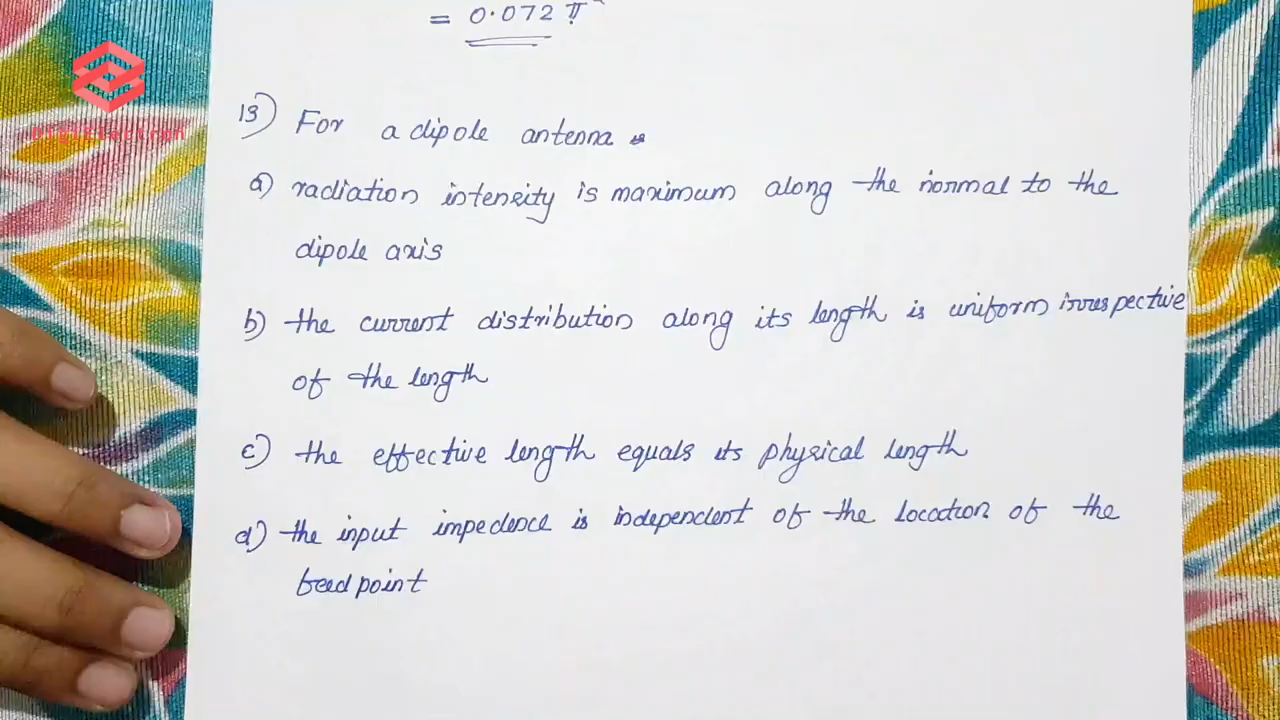 = 0.072 π
DigiElectron
13) For a dipole antenna
a) radiation intensity is maximum along the normal to the
dipole axis
b) the current distribution along its length is uniform irrespective
of the length
c) the effective length equals its physical length
d) the input impedence is independent of the location of the
feed point